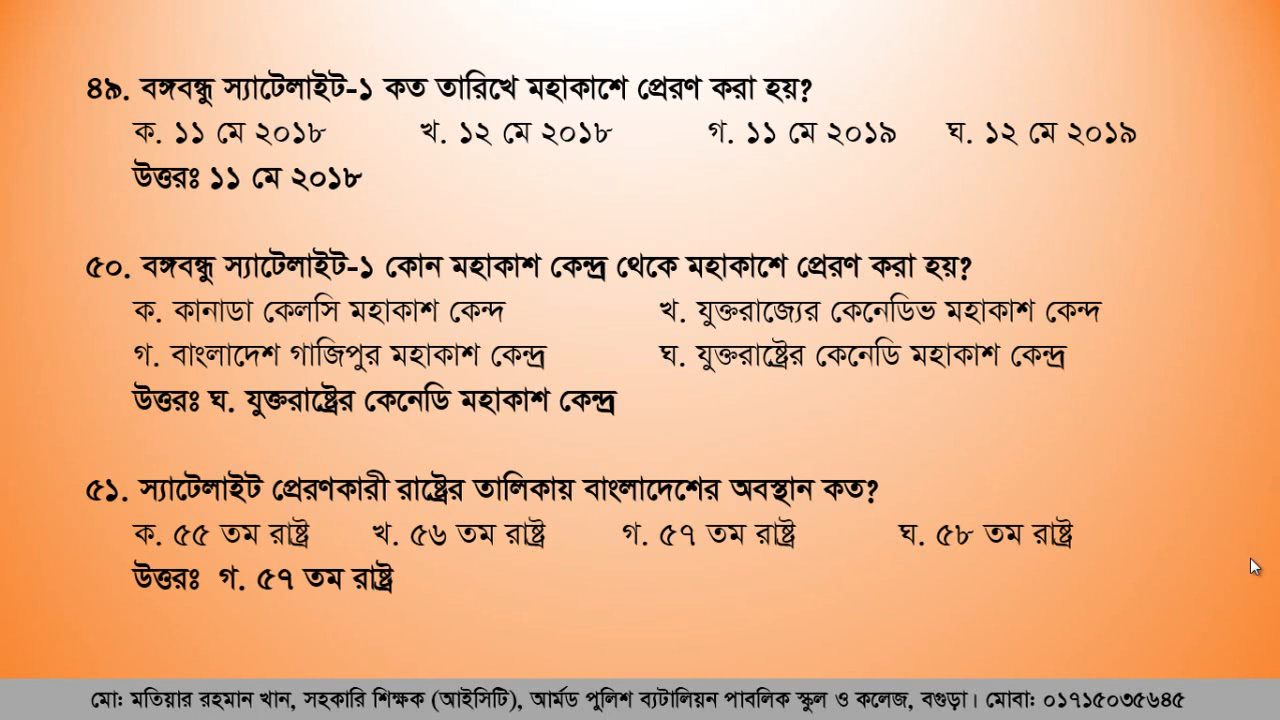 ৪৯. বঙ্গবন্ধু স্যাটেলাইট-১ কত তারিখে মহাকাশে প্রেরণ করা হয়?
ক. ১১ মে ২০১৮ খ. ১২ মে ২০১৮ গ. ১১ মে ২০১৯ ঘ. ১২ মে ২০১৯
উত্তরঃ ১১ মে ২০১৮
৫০. বঙ্গবন্ধু স্যাটেলাইট-১ কোন মহাকাশ কেন্দ্র থেকে মহাকাশে প্রেরণ করা হয়?
ক. কানাডা কেলসি মহাকাশ কেন্দ খ. যুক্তরাজ্যের কেনেডিভ মহাকাশ কেন্দ
গ. বাংলাদেশ গাজিপুর মহাকাশ কেন্দ্র ঘ. যুক্তরাষ্ট্রের কেনেডি মহাকাশ কেন্দ্র
উত্তরঃ ঘ. যুক্তরাষ্ট্রের কেনেডি মহাকাশ কেন্দ্র
৫১. স্যাটেলাইট প্রেরণকারী রাষ্ট্রের তালিকায় বাংলাদেশের অবস্থান কত?
ক. ৫৫ তম রাষ্ট্র খ. ৫৬ তম রাষ্ট্র গ. ৫৭ তম রাষ্ট্র ঘ. ৫৮ তম রাষ্ট্র
উত্তরঃ গ. ৫৭ তম রাষ্ট্র
মো: মতিয়ার রহমান খান, সহকারি শিক্ষক (আইসিটি), আর্মড পুলিশ ব্যটালিয়ন পাবলিক স্কুল ও কলেজ, বগুড়া। মোবা: ০১৭১৫০৩৫৬৪৫